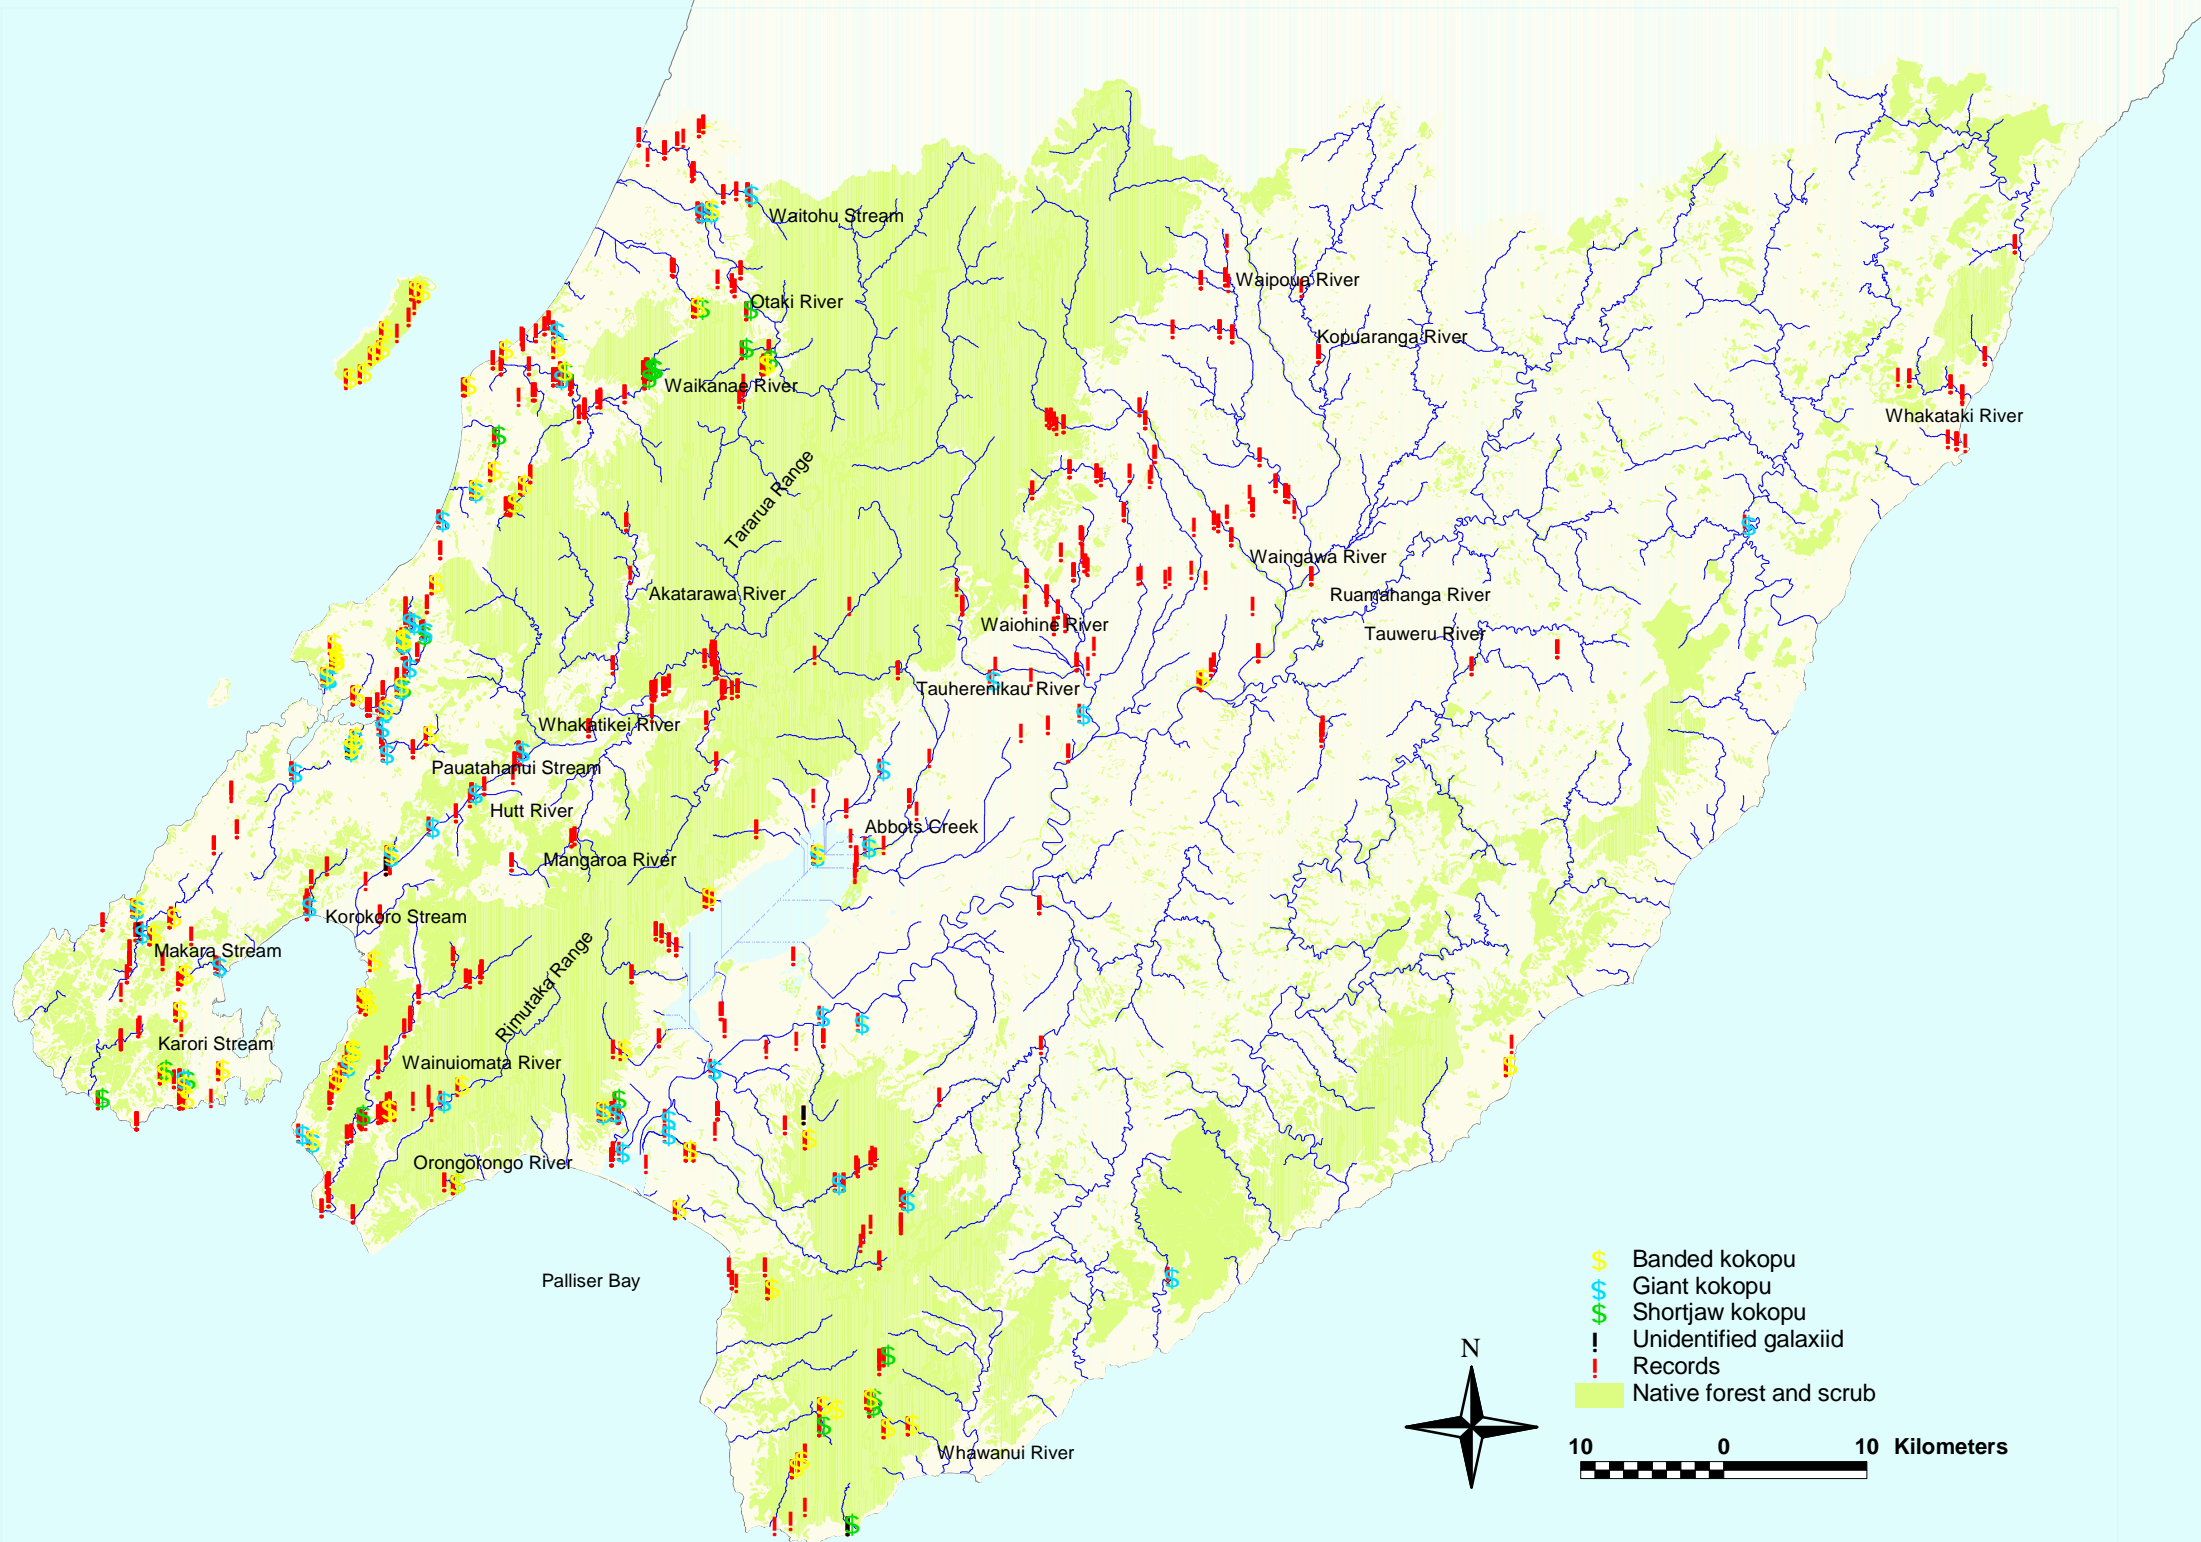 Waitohu Stream
Waipoua River
Otaki River
Kopuaranga River
Waikanae River
Whakataki River
Tararua Range
Waingawa River
Akatarawa River
Ruamahanga River
Waiohine River
Tauweru River
Tauherenikau River
Whakatikei River
Pauatahanui Stream
Hutt River
Abbots Creek
Mangaroa River
Korokoro Stream
Makara Stream
Rimutaka Range
Karori Stream
Wainuiomata River
Orongorongo River
Palliser Bay
Whawanui River
$ Banded kokopu
$ Giant kokopu
$ Shortjaw kokopu
! Unidentified galaxiid
! Records
Native forest and scrub
N
10 0 10 Kilometers